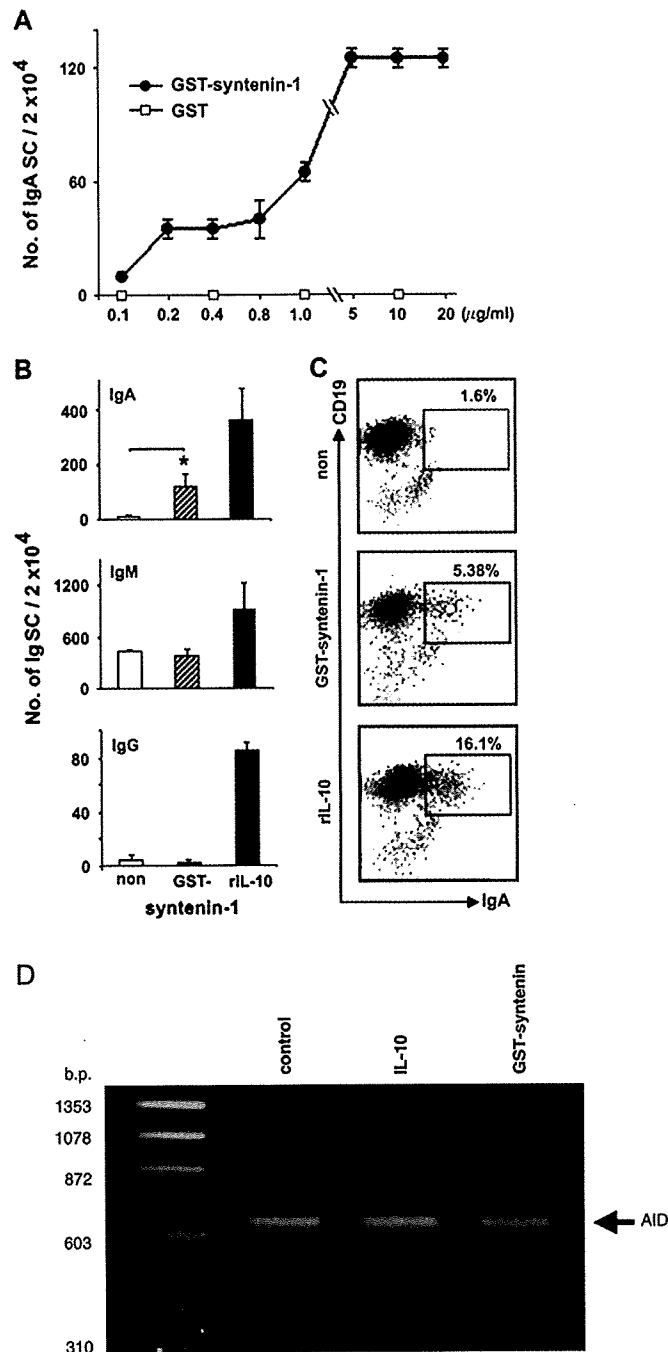 A
No. of IgA SC / 2 x10⁴
120
60
0
GST-syntenin-1
GST
0.1 0.2 0.4 0.8 1.0 5 10 20 (μg/ml)
B
No. of Ig SC / 2 x10⁴
IgA
400
200
0
*
IgM
1200
600
0
IgG
80
40
0
non GST- rIL-10
syntenin-1
C
CD19
non
1.6%
GST-syntenin-1
5.38%
rIL-10
16.1%
IgA
D
control
IL-10
GST-syntenin
b.p.
1353
1078
872
603
310
AID